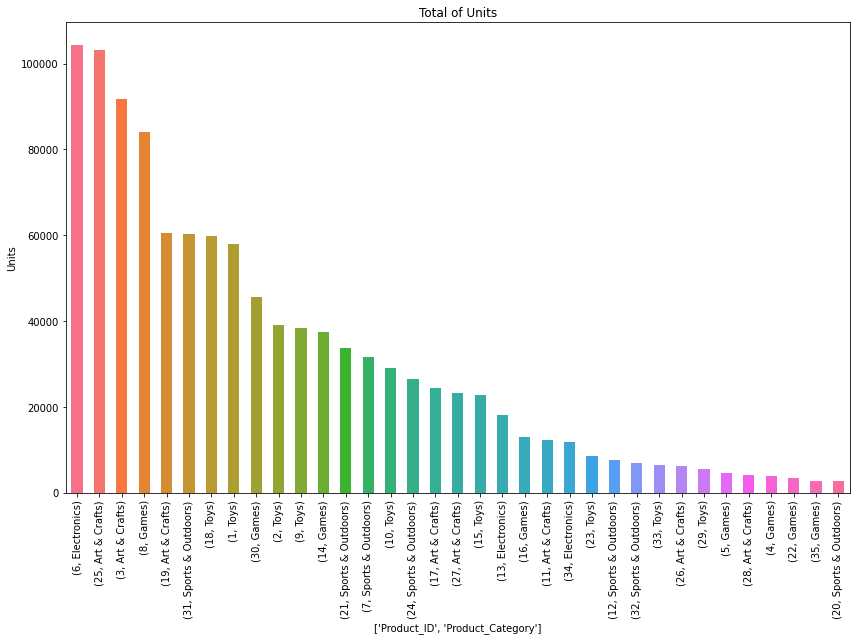 Total of Units
Units
100000
80000
60000
40000
20000
0
(6, Electronics)
(25, Art & Crafts)
(3, Art & Crafts)
(8, Games)
(19, Art & Crafts)
(31, Sports & Outdoors)
(18, Toys)
(1, Toys)
(30, Games)
(2, Toys)
(9, Toys)
(14, Games)
(21, Sports & Outdoors)
(7, Sports & Outdoors)
(10, Toys)
(24, Sports & Outdoors)
(17, Art & Crafts)
(27, Art & Crafts)
(15, Toys)
(13, Electronics)
(16, Games)
(11, Art & Crafts)
(34, Electronics)
(23, Toys)
(12, Sports & Outdoors)
(32, Sports & Outdoors)
(33, Toys)
(26, Art & Crafts)
(29, Toys)
(5, Games)
(28, Art & Crafts)
(4, Games)
(22, Games)
(35, Games)
(20, Sports & Outdoors)
['Product_ID', 'Product_Category']